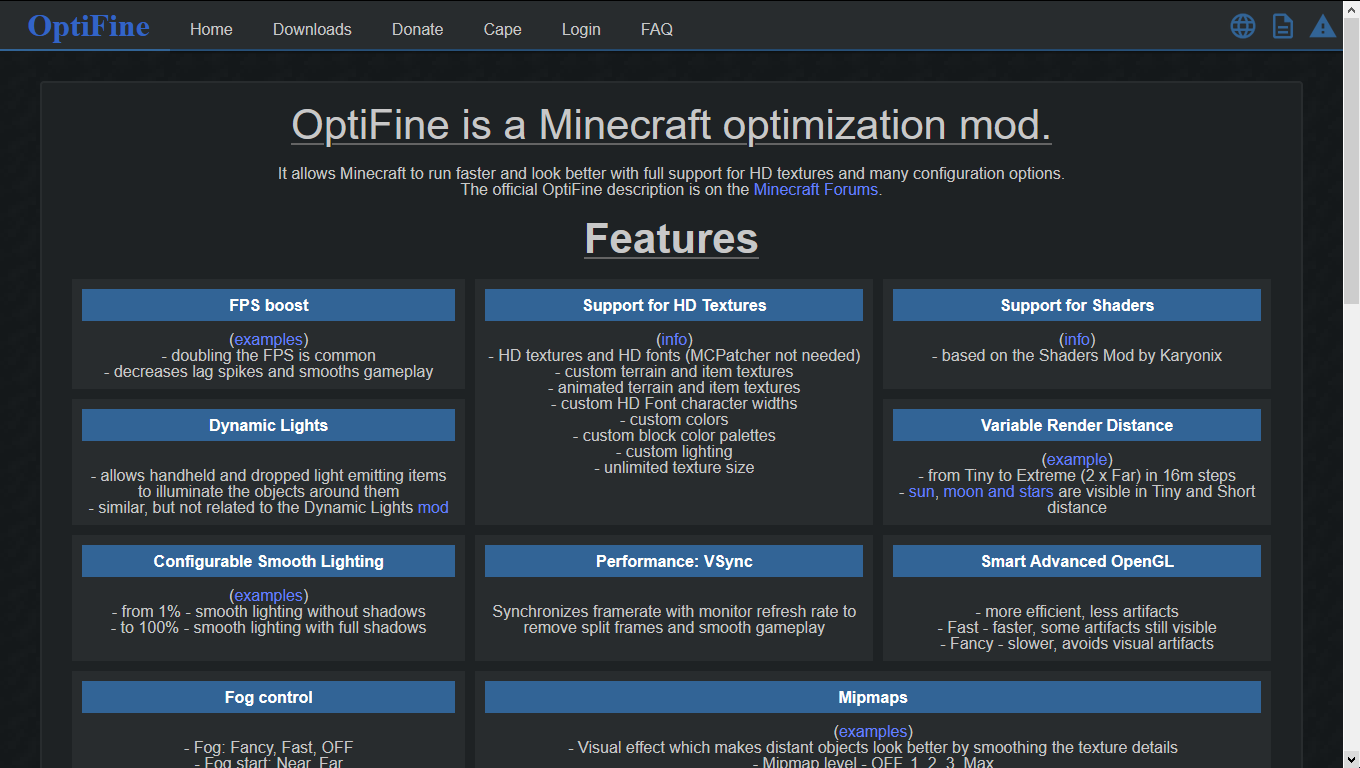 OptiFine Home Downloads Donate Cape Login FAQ
OptiFine is a Minecraft optimization mod.
It allows Minecraft to run faster and look better with full support for HD textures and many configuration options.
The official OptiFine description is on the Minecraft Forums.
Features
FPS boost
(examples)
- doubling the FPS is common
- decreases lag spikes and smooths gameplay
Support for HD Textures
(info)
- HD textures and HD fonts (MCPatcher not needed)
- custom terrain and item textures
- animated terrain and item textures
- custom HD Font character widths
- custom colors
- custom block color palettes
- custom lighting
- unlimited texture size
Support for Shaders
(info)
- based on the Shaders Mod by Karyonix
Dynamic Lights
- allows handheld and dropped light emitting items
to illuminate the objects around them
- similar, but not related to the Dynamic Lights mod
Variable Render Distance
(example)
- from Tiny to Extreme (2 x Far) in 16m steps
- sun, moon and stars are visible in Tiny and Short
distance
Configurable Smooth Lighting
(examples)
- from 1% - smooth lighting without shadows
- to 100% - smooth lighting with full shadows
Performance: VSync
Synchronizes framerate with monitor refresh rate to
remove split frames and smooth gameplay
Smart Advanced OpenGL
- more efficient, less artifacts
- Fast - faster, some artifacts still visible
- Fancy - slower, avoids visual artifacts
Fog control
- Fog: Fancy, Fast, OFF
- Fog start: Near, Far
Mipmaps
(examples)
- Visual effect which makes distant objects look better by smoothing the texture details
- Mipmap level - OFF, 1, 2, 3, Max